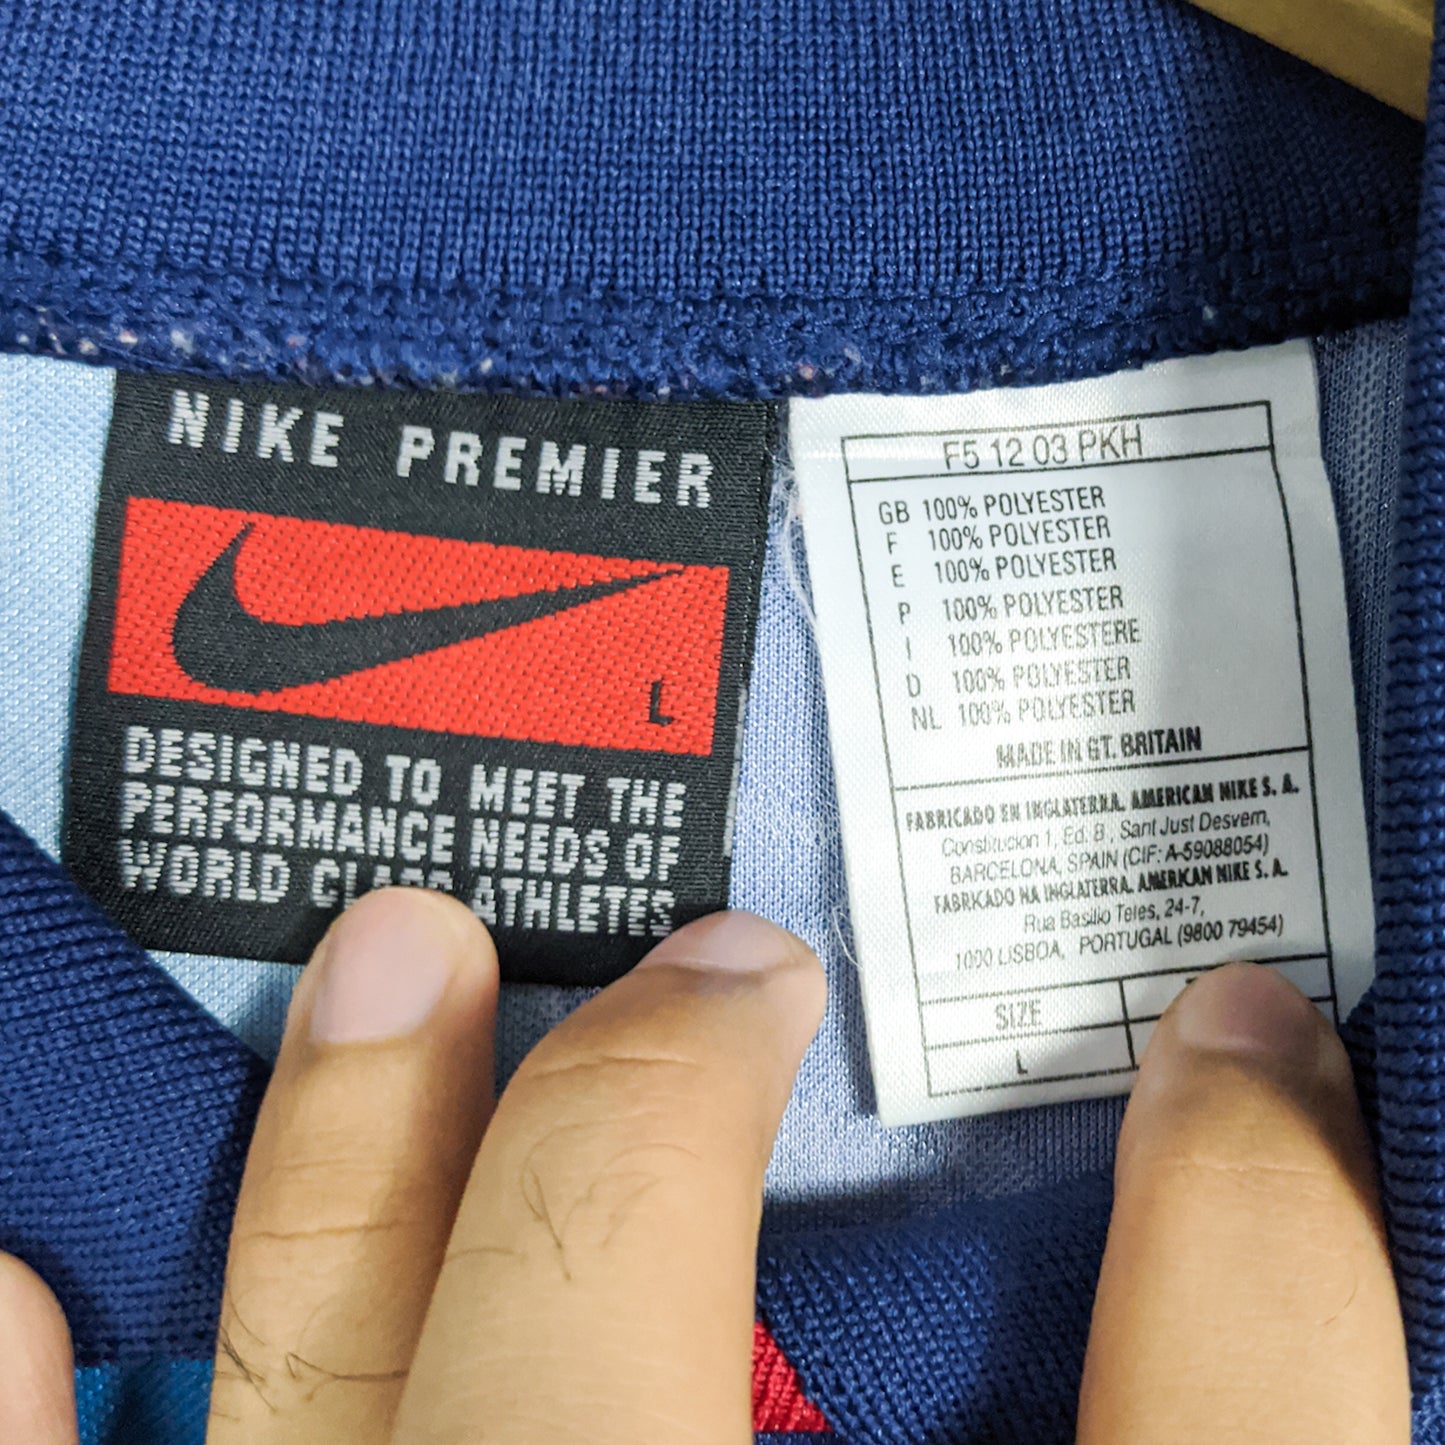 NIKE PREMIER
L
DESIGNED TO MEET THE
PERFORMANCE NEEDS OF
WORLD CLASS ATHLETES
F5 12 03 PKH
GB 100% POLYESTER
F 100% POLYESTER
E 100% POLYESTER
P 100% POLYESTER
I 100% POLYESTERE
D 100% POLYESTER
NL 100% POLYESTER
MADE IN GT. BRITAIN
FABRICADO EN INGLATERRA. AMERICAN NIKE S. A.
Constitucion 1, Ed. 8, Sant Just Desvern,
BARCELONA, SPAIN (CIF: A-59088054)
FABRICADO NA INGLATERRA. AMERICAN NIKE S. A.
Rua Basilio Teles, 24-7,
1000 LISBOA, PORTUGAL (9800 79454)
SIZE
L